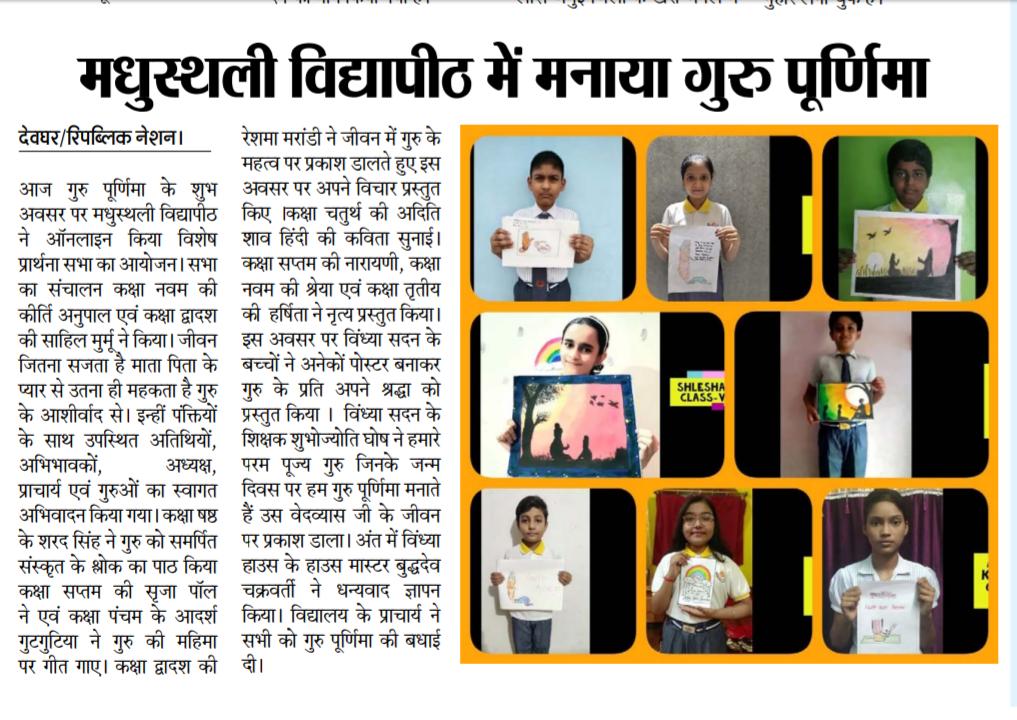 मधुस्थली विद्यापीठ में मनाया गुरु पूर्णिमा
देवघर/रिपब्लिक नेशन।
आज गुरु पूर्णिमा के शुभ
अवसर पर मधुस्थली विद्यापीठ
ने ऑनलाइन किया विशेष
प्रार्थना सभा का आयोजन। सभा
का संचालन कक्षा नवम की
कीर्ति अनुपाल एवं कक्षा द्वादश
की साहिल मुर्मू ने किया। जीवन
जितना सजता है माता पिता के
प्यार से उतना ही महकता है गुरु
के आशीर्वाद से। इन्हीं पंक्तियों
के साथ उपस्थित अतिथियों,
अभिभावकों, अध्यक्ष,
प्राचार्य एवं गुरुओं का स्वागत
अभिवादन किया गया। कक्षा षष्ठ
के शरद सिंह ने गुरु को समर्पित
संस्कृत के श्लोक का पाठ किया
कक्षा सप्तम की सृजा पॉल
ने एवं कक्षा पंचम के आदर्श
गुटगुटिया ने गुरु की महिमा
पर गीत गाए। कक्षा द्वादश की
रेशमा मरांडी ने जीवन में गुरु के
महत्व पर प्रकाश डालते हुए इस
अवसर पर अपने विचार प्रस्तुत
किए ।कक्षा चतुर्थ की अदिति
शाव हिंदी की कविता सुनाई।
कक्षा सप्तम की नारायणी, कक्षा
नवम की श्रेया एवं कक्षा तृतीय
की हर्षिता ने नृत्य प्रस्तुत किया।
इस अवसर पर विंध्या सदन के
बच्चों ने अनेकों पोस्टर बनाकर
गुरु के प्रति अपने श्रद्धा को
प्रस्तुत किया । विंध्या सदन के
शिक्षक शुभोज्योति घोष ने हमारे
परम पूज्य गुरु जिनके जन्म
दिवस पर हम गुरु पूर्णिमा मनाते
हैं उस वेदव्यास जी के जीवन
पर प्रकाश डाला। अंत में विंध्या
हाउस के हाउस मास्टर बुद्धदेव
चक्रवर्ती ने धन्यवाद ज्ञापन
किया। विद्यालय के प्राचार्य ने
सभी को गुरु पूर्णिमा की बधाई
दी।
SHLESHA
CLASS-V